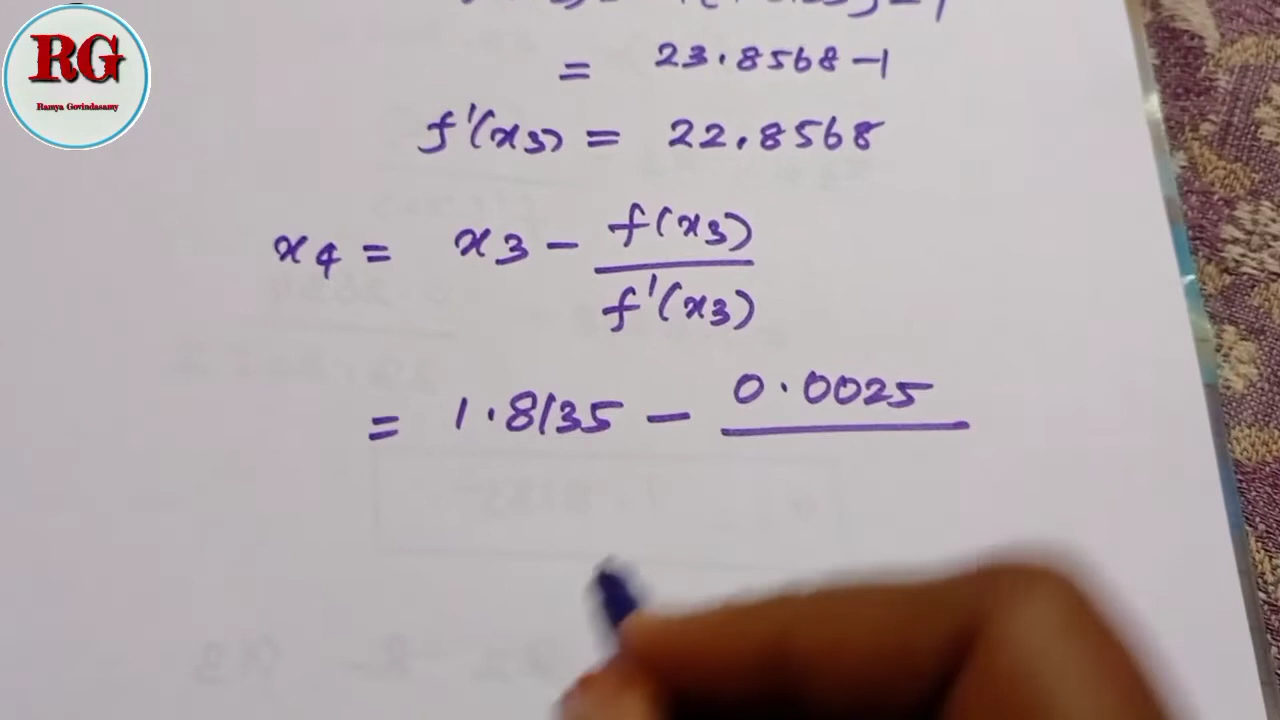 RG
Ramya Govindasamy
= 23.8568-1
f'(x3) = 22.8568
x4 = x3 - f(x3)
f'(x3)
= 1.8135 - 0.0025